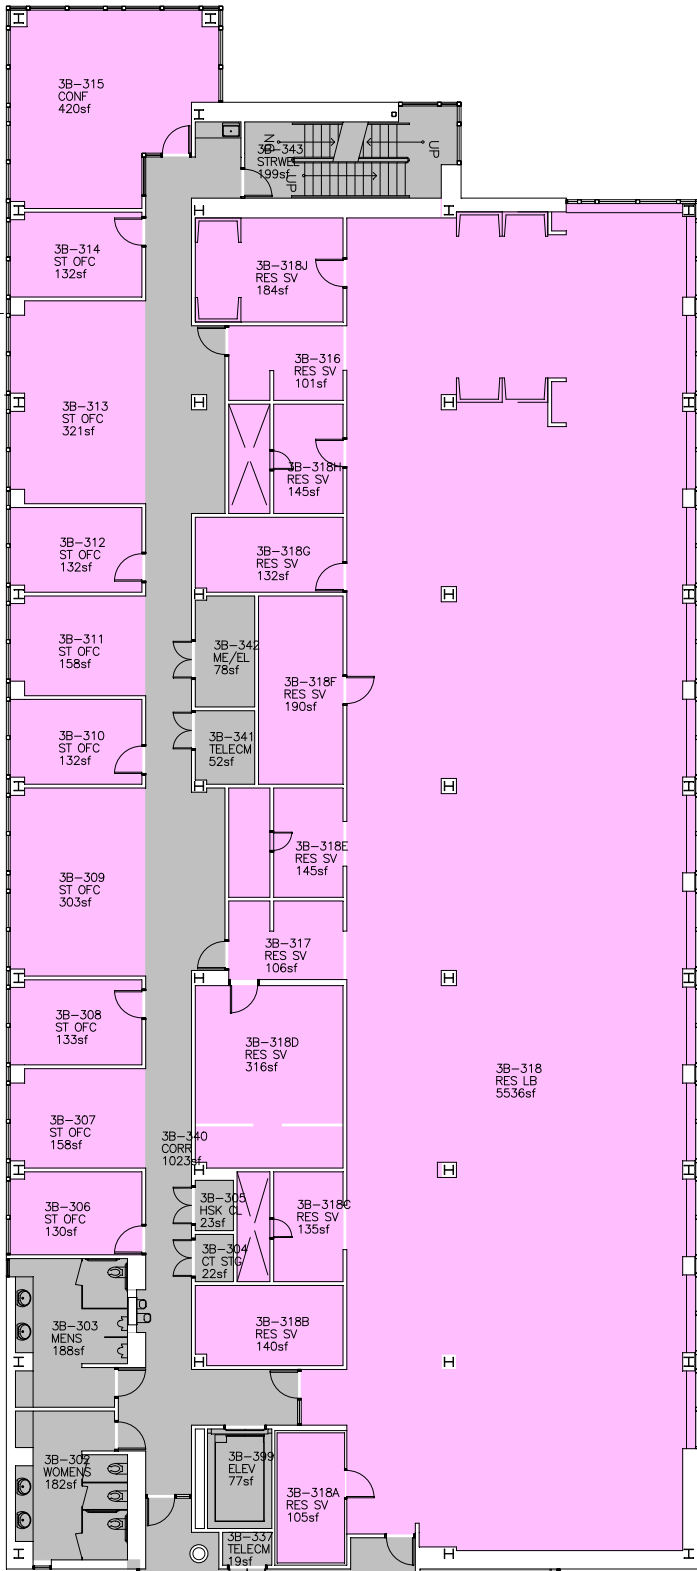 3B-315
CONF
420sf
DN
UP
3B-343
STRWEL
199sf
UP
3B-314
ST OFC
132sf
3B-318J
RES SV
184sf
3B-316
RES SV
101sf
3B-313
ST OFC
321sf
3B-318H
RES SV
145sf
3B-312
ST OFC
132sf
3B-318G
RES SV
132sf
3B-311
ST OFC
158sf
3B-342
ME/EL
78sf
3B-318F
RES SV
190sf
3B-310
ST OFC
132sf
3B-341
TELECM
52sf
3B-318E
RES SV
145sf
3B-309
ST OFC
303sf
3B-317
RES SV
106sf
3B-308
ST OFC
133sf
3B-318D
RES SV
316sf
3B-318
RES LB
5536sf
3B-307
ST OFC
158sf
3B-340
CORR
1023sf
3B-306
ST OFC
130sf
3B-305
HSK CL
23sf
3B-318C
RES SV
135sf
3B-304
CT STG
22sf
3B-303
MENS
188sf
3B-318B
RES SV
140sf
3B-302
WOMENS
182sf
3B-399
ELEV
77sf
3B-318A
RES SV
105sf
3B-337
TELECM
19sf